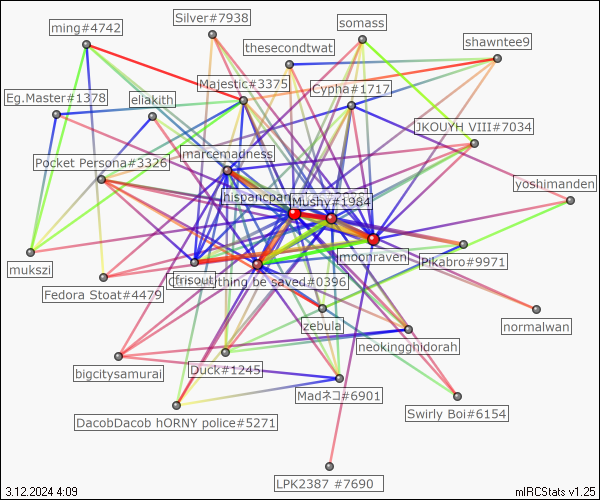 Silver#7938
somass
ming#4742
thesecondtwat
shawntee9
Majestic#3375
Cypha#1717
Eg.Master#1378
eliakith
JKOUYH VIII#7034
marcemadness
Pocket Persona#3326
yoshimanden
hispancpan
Mushy#1984
moonraven
Pikabro#9971
mukszi
frisout
thing be saved#0396
Fedora Stoat#4479
normalwan
zebula
neokingghidorah
bigcitysamurai
Duck#1245
Madネコ#6901
Swirly Boi#6154
DacobDacob hORNY police#5271
LPK2387 #7690
3.12.2024 4:09
mIRCStats v1.25